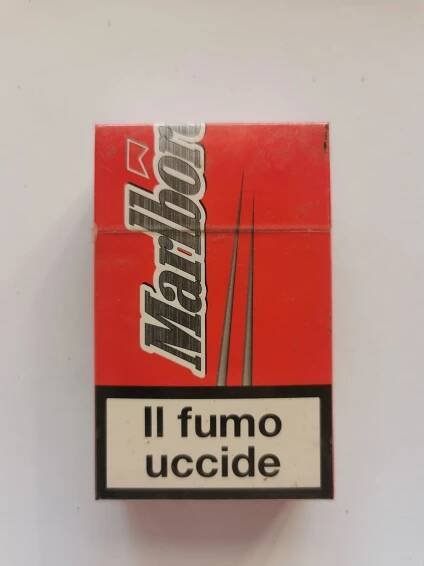 Marlbor
Il fumo
uccide